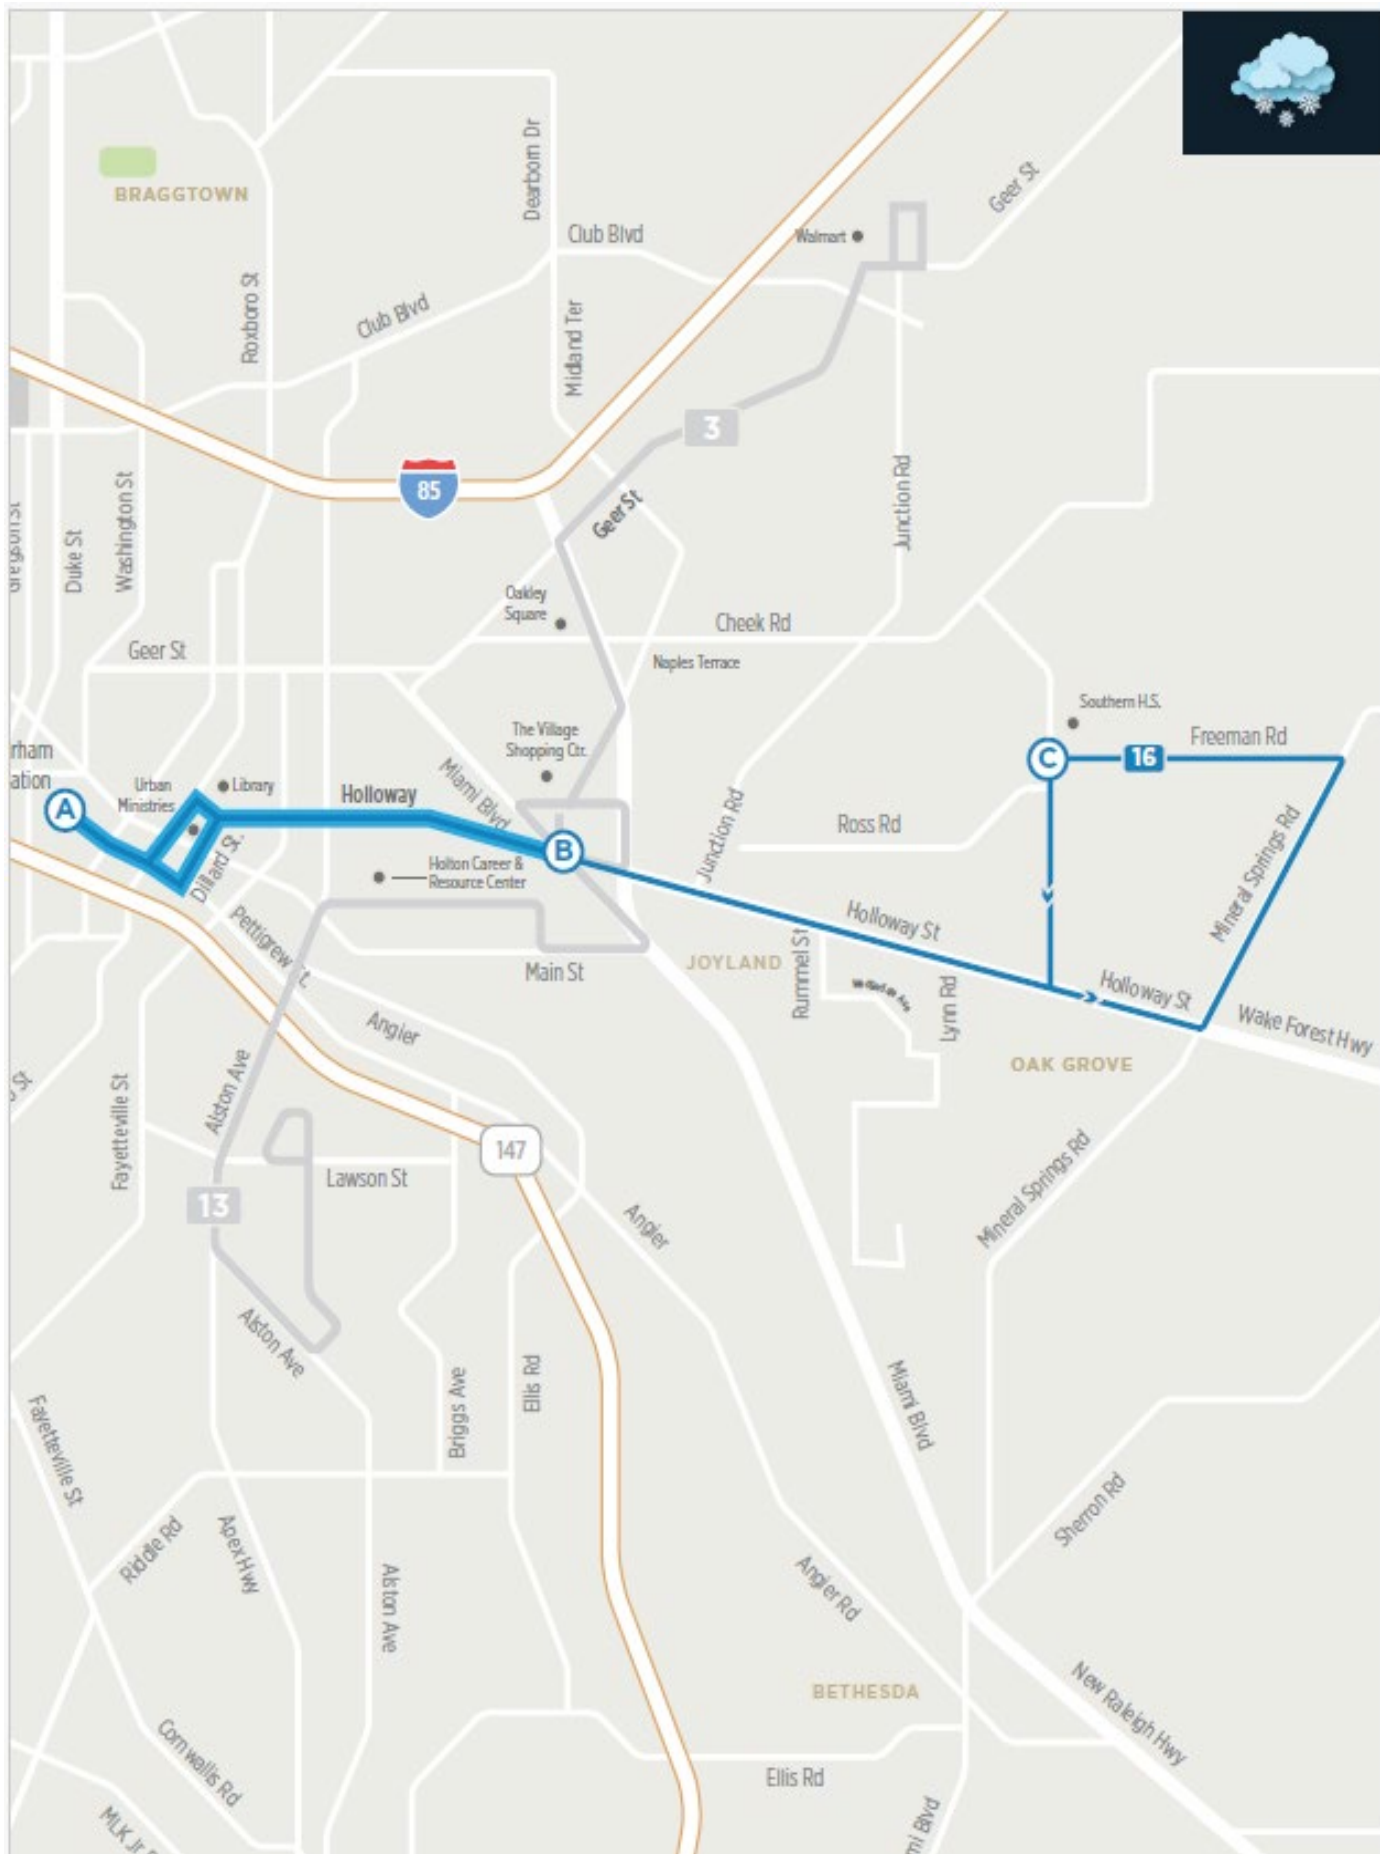 BRAGGTOWN
Dearborn Dr
Club Blvd
Walmart
Geer St
Roxboro St
Club Blvd
Midland Ter
3
85
Geer St
Junction Rd
Duke St
Washington St
Oakley
Square
Cheek Rd
Geer St
Naples Terrace
Southern H.S.
The Village
Shopping Ctr.
C
16
Freeman Rd
rham
ation
Urban
Ministries
Library
Holloway
Miami Blvd
A
B
Junction Rd
Ross Rd
Mineral Springs Rd
Dillard St.
Holton Career &
Resource Center
Pettigrew St
Holloway St
Main St
JOYLAND
Rummel St
Lynn Rd
Holloway St
Wake Forest Hwy
Angier
OAK GROVE
Alston Ave
Fayetteville St
147
Lawson St
13
Mineral Springs Rd
Angier
Alston Ave
Miami Blvd
Ellis Rd
Briggs Ave
Fayetteville St
Sherron Rd
Riddle Rd
Apex Hwy
Alston Ave
Angier Rd
BETHESDA
New Raleigh Hwy
Cornwallis Rd
Ellis Rd
MLK Jr.
mi Blvd